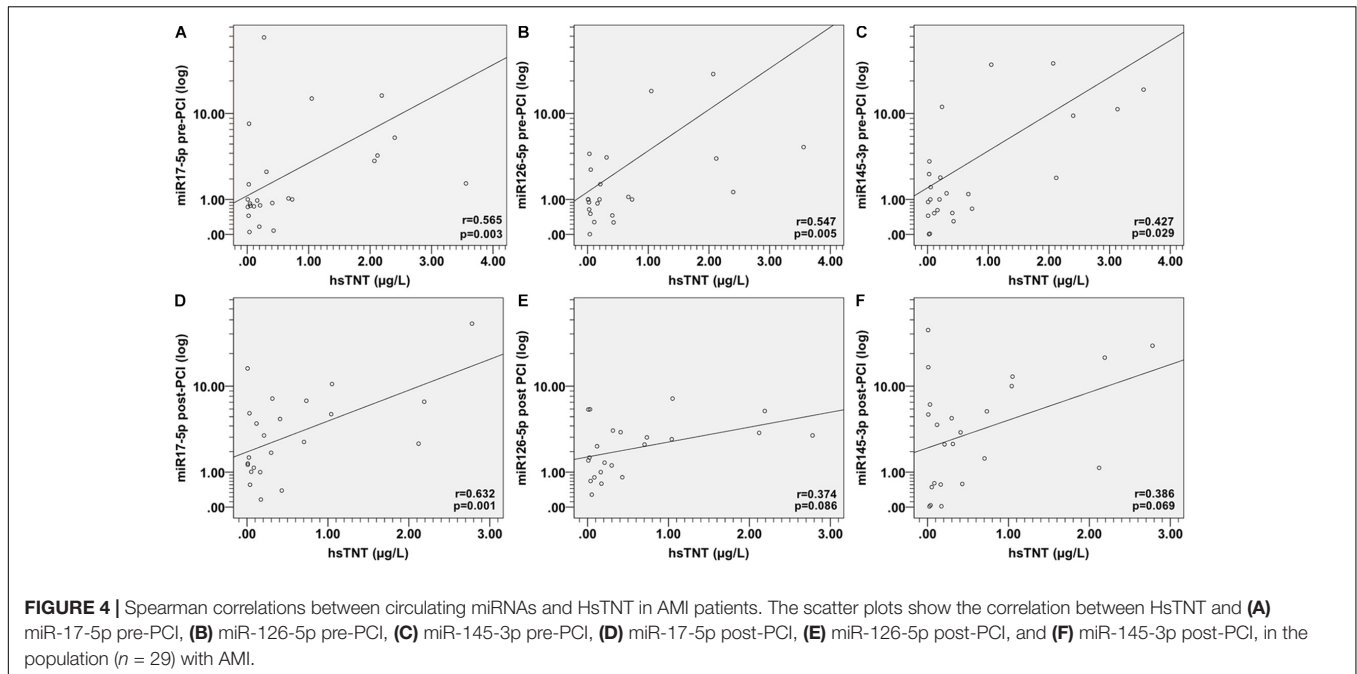 A
miR17-5p pre-PCI (log)
10.00
1.00
.00
.00 1.00 2.00 3.00 4.00
hsTNT (µg/L)
r=0.565
p=0.003
B
miR126-5p pre-PCI (log)
10.00
1.00
.00
.00 1.00 2.00 3.00 4.00
hsTNT (µg/L)
r=0.547
p=0.005
C
miR145-3p pre-PCI (log)
10.00
1.00
.00
.00 1.00 2.00 3.00 4.00
hsTNT (µg/L)
r=0.427
p=0.029
D
miR17-5p post-PCI (log)
10.00
1.00
.00
.00 1.00 2.00 3.00
hsTNT (µg/L)
r=0.632
p=0.001
E
miR126-5p post PCI (log)
10.00
1.00
.00
.00 1.00 2.00 3.00
hsTNT (µg/L)
r=0.374
p=0.086
F
miR145-3p post-PCI (log)
10.00
1.00
.00
.00 1.00 2.00 3.00
hsTNT (µg/L)
r=0.386
p=0.069
FIGURE 4 | Spearman correlations between circulating miRNAs and HsTNT in AMI patients. The scatter plots show the correlation between HsTNT and (A)
miR-17-5p pre-PCI, (B) miR-126-5p pre-PCI, (C) miR-145-3p pre-PCI, (D) miR-17-5p post-PCI, (E) miR-126-5p post-PCI, and (F) miR-145-3p post-PCI, in the
population (n = 29) with AMI.